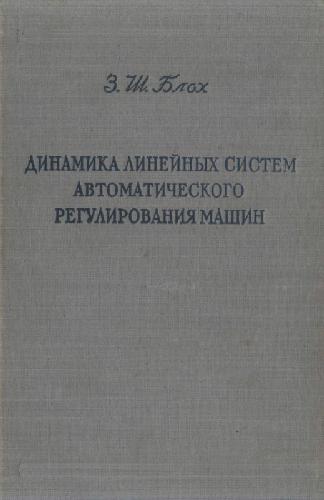 З. Ш. Блох
ДИНАМИКА ЛИНЕЙНЫХ СИСТЕМ
АВТОМАТИЧЕСКОГО
РЕГУЛИРОВАНИЯ МАШИН